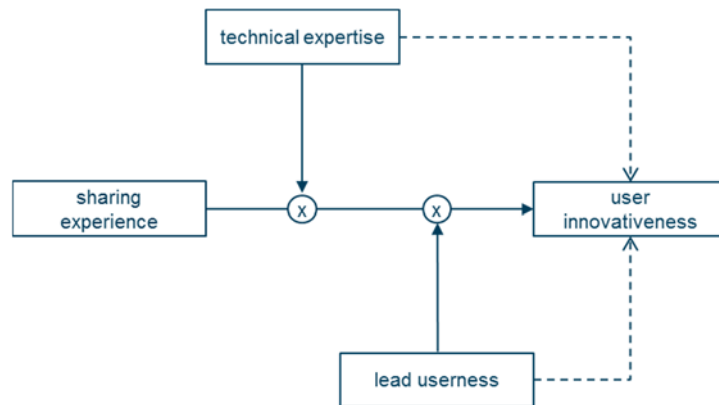 technical expertise
sharing
experience
x
x
user
innovativeness
lead userness